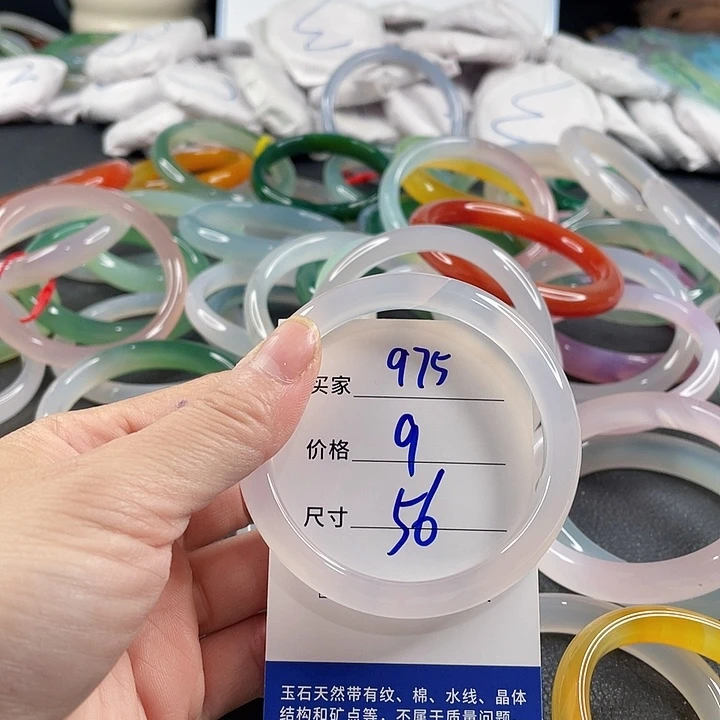 买家 975
价格 9
尺寸 56
玉石天然带有纹、棉、水线、晶体
结构和矿点等，不属于质量问题